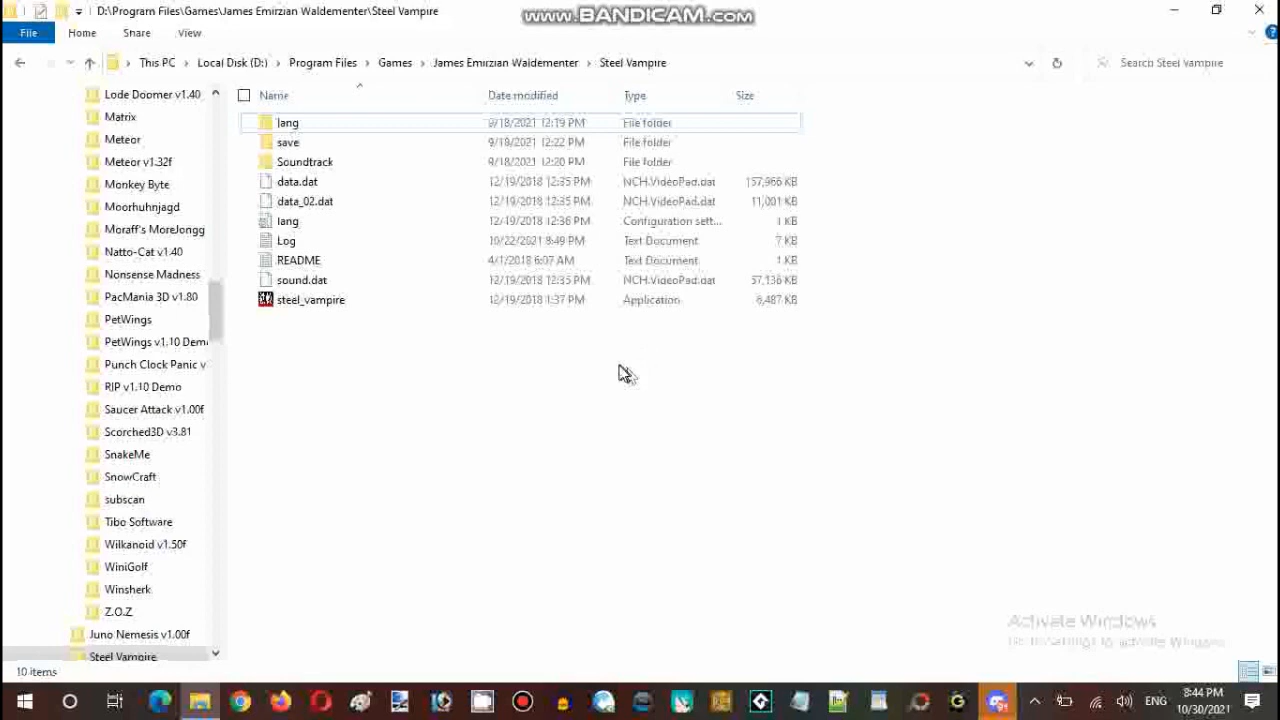 D:\Program Files\Games\James Emirzian Waldementer\Steel Vampire
www.BANDICAM.com
File Home Share View
This PC Local Disk (D:) Program Files Games James Emirzian Waldementer Steel Vampire
Search Steel Vampire
Name Date modified Type Size
lang 9/18/2021 12:19 PM File folder
save 9/18/2021 12:22 PM File folder
Soundtrack 9/18/2021 12:20 PM File folder
data.dat 12/19/2018 12:35 PM NCH.VideoPad.dat 157,966 KB
data_02.dat 12/19/2018 12:35 PM NCH.VideoPad.dat 11,001 KB
lang 12/19/2018 12:36 PM Configuration sett... 1 KB
Log 10/22/2021 8:49 PM Text Document 7 KB
README 4/1/2018 6:07 AM Text Document 1 KB
sound.dat 12/19/2018 12:35 PM NCH.VideoPad.dat 57,136 KB
steel_vampire 12/19/2018 1:37 PM Application 6,487 KB
Lode Doomer v1.40
Matrix
Meteor
Meteor v1.32f
Monkey Byte
Moorhuhnjagd
Moraff's MoreJongg
Natto-Cat v1.40
Nonsense Madness
PacMania 3D v1.80
PetWings
PetWings v1.10 Dem
Punch Clock Panic v
RIP v1.10 Demo
Saucer Attack v1.00f
Scorched3D v3.81
SnakeMe
SnowCraft
subscan
Tibo Software
Wilkanoid v1.50f
WiniGolf
Winsherk
Z.O.Z
Juno Nemesis v1.00f
Steel Vampire
Activate Windows
Go to Settings to activate Windows.
10 items
ENG
8:44 PM
10/30/2021